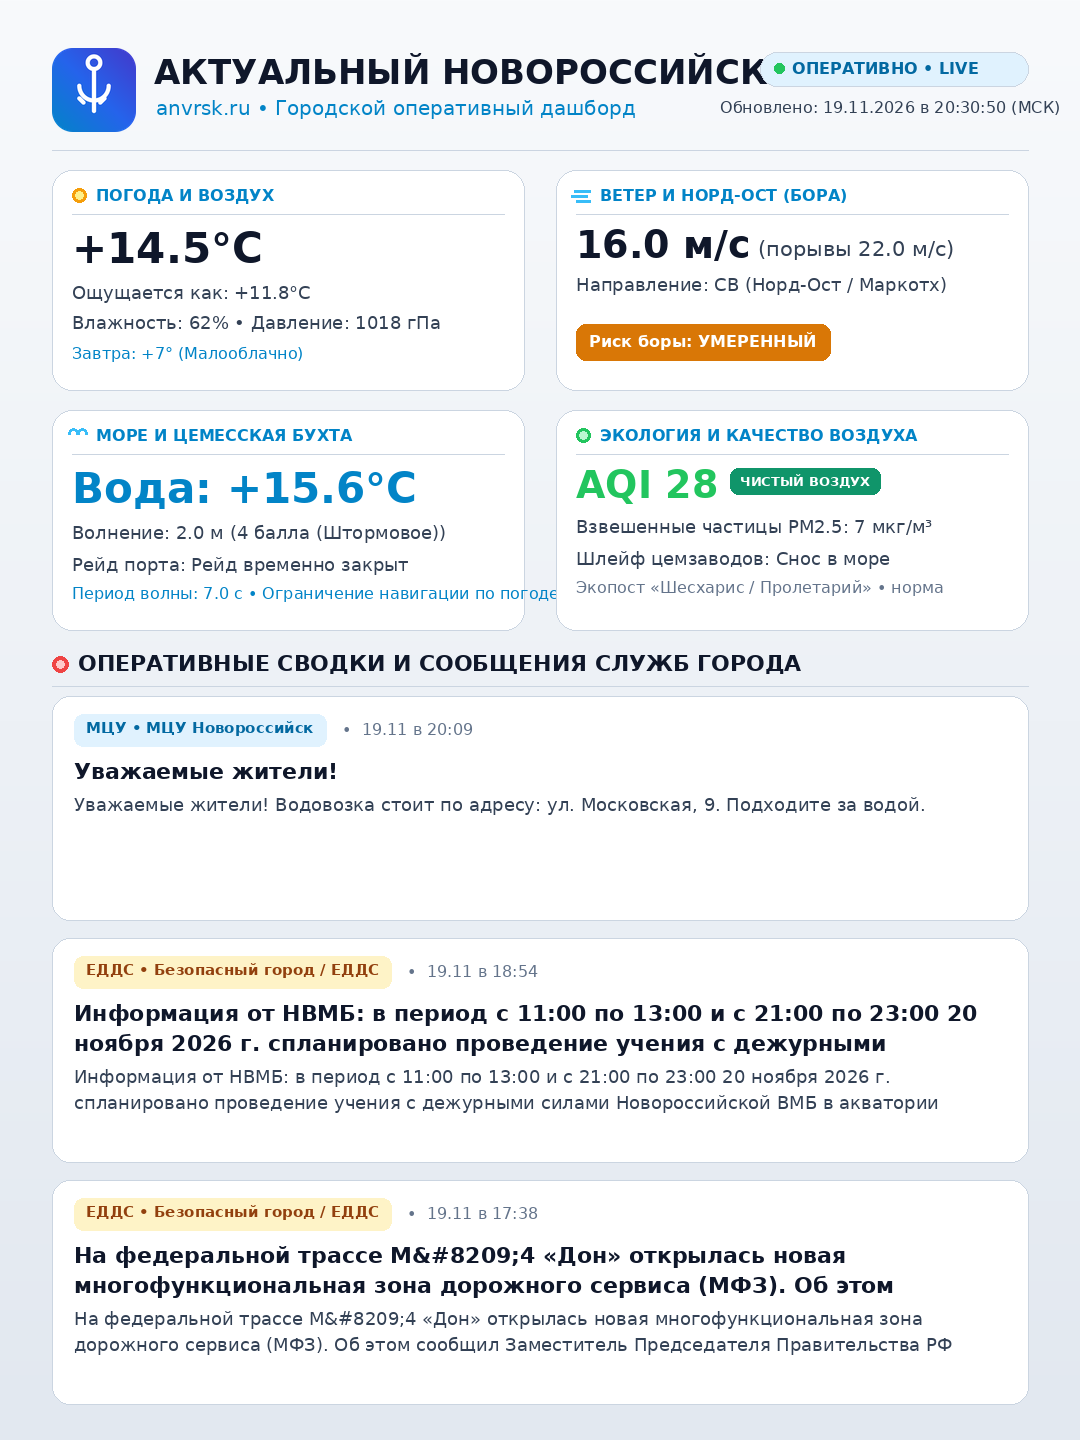 АКТУАЛЬНЫЙ НОВОРОССИЙСК
ОПЕРАТИВНО • LIVE
anvrsk.ru • Городской оперативный дашборд
Обновлено: 19.11.2026 в 20:30:50 (МСК)
ПОГОДА И ВОЗДУХ
+14.5°C
Ощущается как: +11.8°C
Влажность: 62% • Давление: 1018 гПа
Завтра: +7° (Малооблачно)
ВЕТЕР И НОРД-ОСТ (БОРА)
16.0 м/с (порывы 22.0 м/с)
Направление: СВ (Норд-Ост / Маркотх)
Риск боры: УМЕРЕННЫЙ
МОРЕ И ЦЕМЕССКАЯ БУХТА
Вода: +15.6°C
Волнение: 2.0 м (4 балла (Штормовое))
Рейд порта: Рейд временно закрыт
Период волны: 7.0 с • Ограничение навигации по погоде
ЭКОЛОГИЯ И КАЧЕСТВО ВОЗДУХА
AQI 28 ЧИСТЫЙ ВОЗДУХ
Взвешенные частицы PM2.5: 7 мкг/м³
Шлейф цемзаводов: Снос в море
Экопост «Шесхарис / Пролетарий» • норма
ОПЕРАТИВНЫЕ СВОДКИ И СООБЩЕНИЯ СЛУЖБ ГОРОДА
МЦУ • МЦУ Новороссийск • 19.11 в 20:09
Уважаемые жители!
Уважаемые жители! Водовозка стоит по адресу: ул. Московская, 9. Подходите за водой.
ЕДДС • Безопасный город / ЕДДС • 19.11 в 18:54
Информация от НВМБ: в период с 11:00 по 13:00 и с 21:00 по 23:00 20
ноября 2026 г. спланировано проведение учения с дежурными
Информация от НВМБ: в период с 11:00 по 13:00 и с 21:00 по 23:00 20 ноября 2026 г.
спланировано проведение учения с дежурными силами Новороссийской ВМБ в акватории
ЕДДС • Безопасный город / ЕДДС • 19.11 в 17:38
На федеральной трассе М&#8209;4 «Дон» открылась новая
многофункциональная зона дорожного сервиса (МФЗ). Об этом
На федеральной трассе М&#8209;4 «Дон» открылась новая многофункциональная зона
дорожного сервиса (МФЗ). Об этом сообщил Заместитель Председателя Правительства РФ